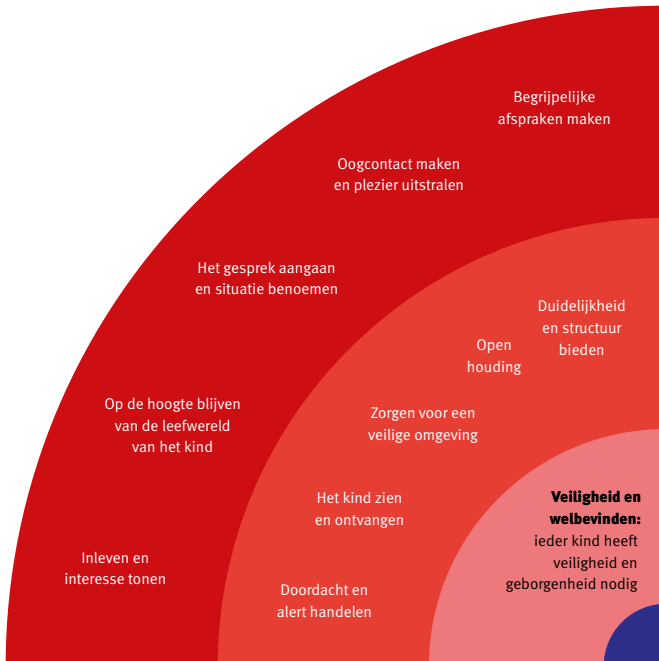 Begrijpelijke
afspraken maken
Oogcontact maken
en plezier uitstralen
Het gesprek aangaan
en situatie benoemen
Op de hoogte blijven
van de leefwereld
van het kind
Inleven en
interesse tonen
Duidelijkheid
en structuur
bieden
Open
houding
Zorgen voor een
veilige omgeving
Het kind zien
en ontvangen
Doordacht en
alert handelen
Veiligheid en
welbevinden:
ieder kind heeft
veiligheid en
geborgenheid nodig